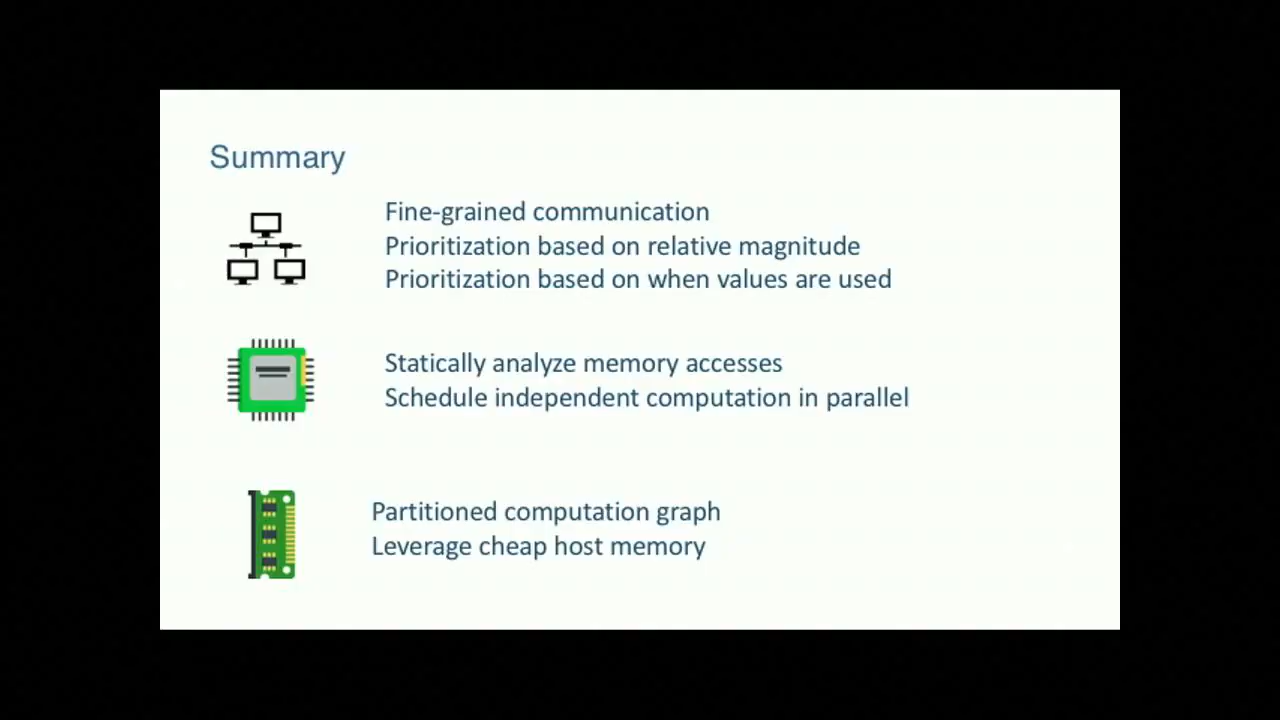 Summary
Fine-grained communication
Prioritization based on relative magnitude
Prioritization based on when values are used
Statically analyze memory accesses
Schedule independent computation in parallel
Partitioned computation graph
Leverage cheap host memory